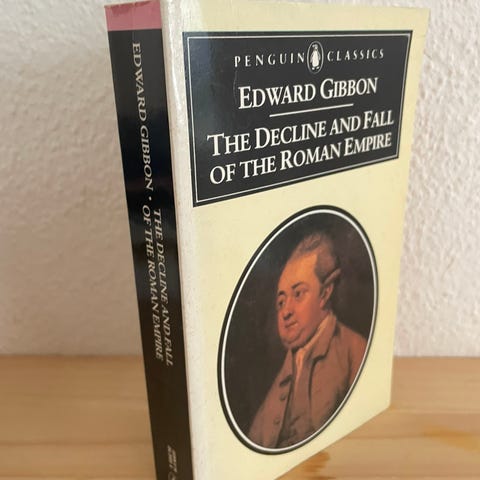 PENGUIN CLASSICS
EDWARD GIBBON
THE DECLINE AND FALL
OF THE ROMAN EMPIRE
EDWARD GIBBON · THE DECLINE AND FALL
OF THE ROMAN EMPIRE